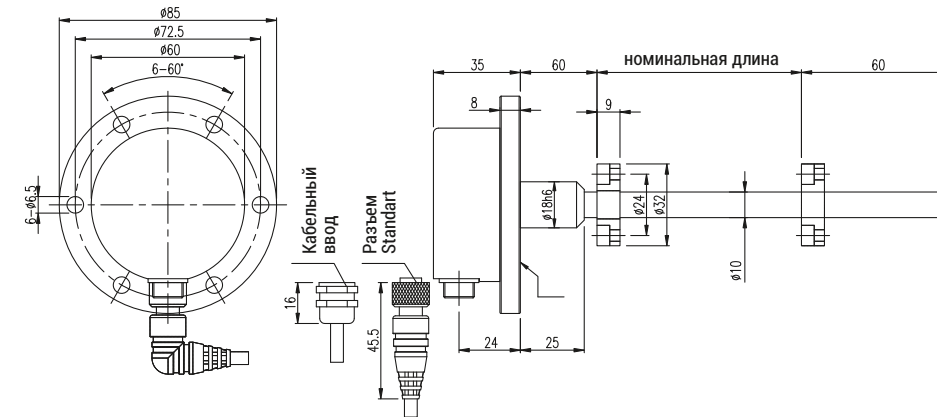 ø85
ø72.5
ø60
6-60°
6-ø6.5
Кабельный
ввод
16
Разъем
Standart
45.5
35
60
номинальная длина
60
8
9
ø18h6
ø24
ø32
ø10
24
25